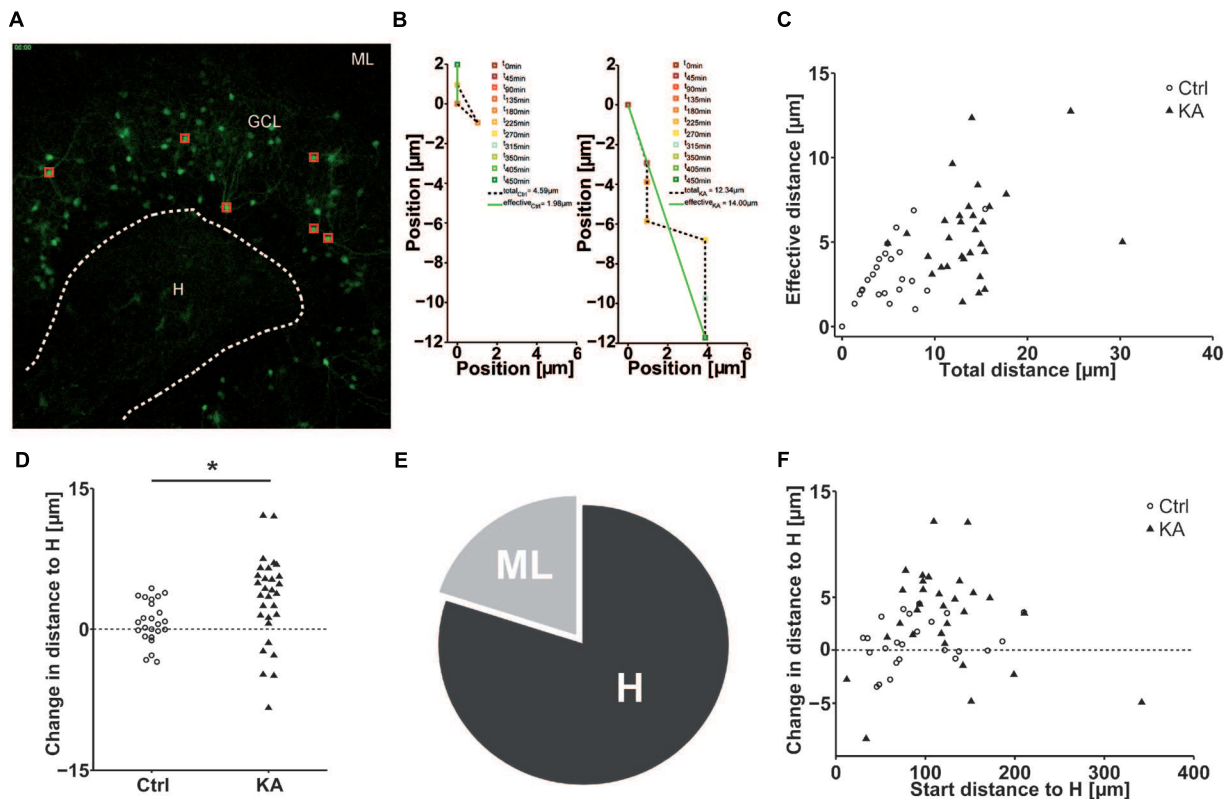 A
00:00
ML
GCL
H
B
Position [µm]
2
0
−2
−4
−6
−8
−10
−12
t0min
t45min
t90min
t135min
t180min
t225min
t270min
t315min
t350min
t405min
t450min
totalCtrl = 4.59µm
effectiveCtrl = 1.98µm
0 2 4 6
Position [µm]
Position [µm]
2
0
−2
−4
−6
−8
−10
−12
t0min
t45min
t90min
t135min
t180min
t225min
t270min
t315min
t350min
t405min
t450min
totalKA = 12.34µm
effectiveKA = 14.00µm
0 2 4 6
Position [µm]
C
Effective distance [µm]
15
10
5
0
Ctrl
KA
0 10 20 30 40
Total distance [µm]
D
Change in distance to H [µm]
15
0
−15
*
Ctrl KA
E
ML
H
F
Change in distance to H [µm]
15
10
5
0
−5
Ctrl
KA
0 100 200 300 400
Start distance to H [µm]